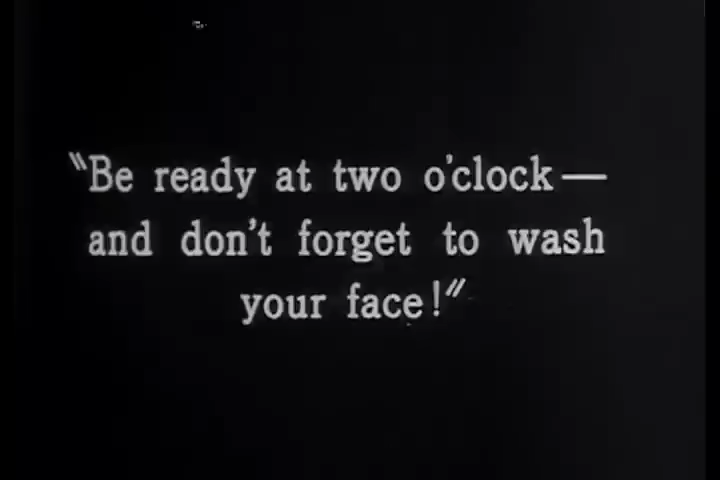 "Be ready at two o'clock—
and don't forget to wash
your face!"